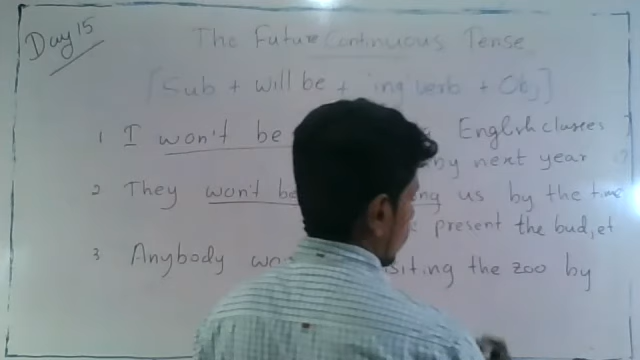 Day 15
The Future Continuous Tense
[Sub + will be + ing verb + Obj]
1 I won't be English classes
by next year
2 They won't be us by the time
present the budget
3 Anybody the zoo by